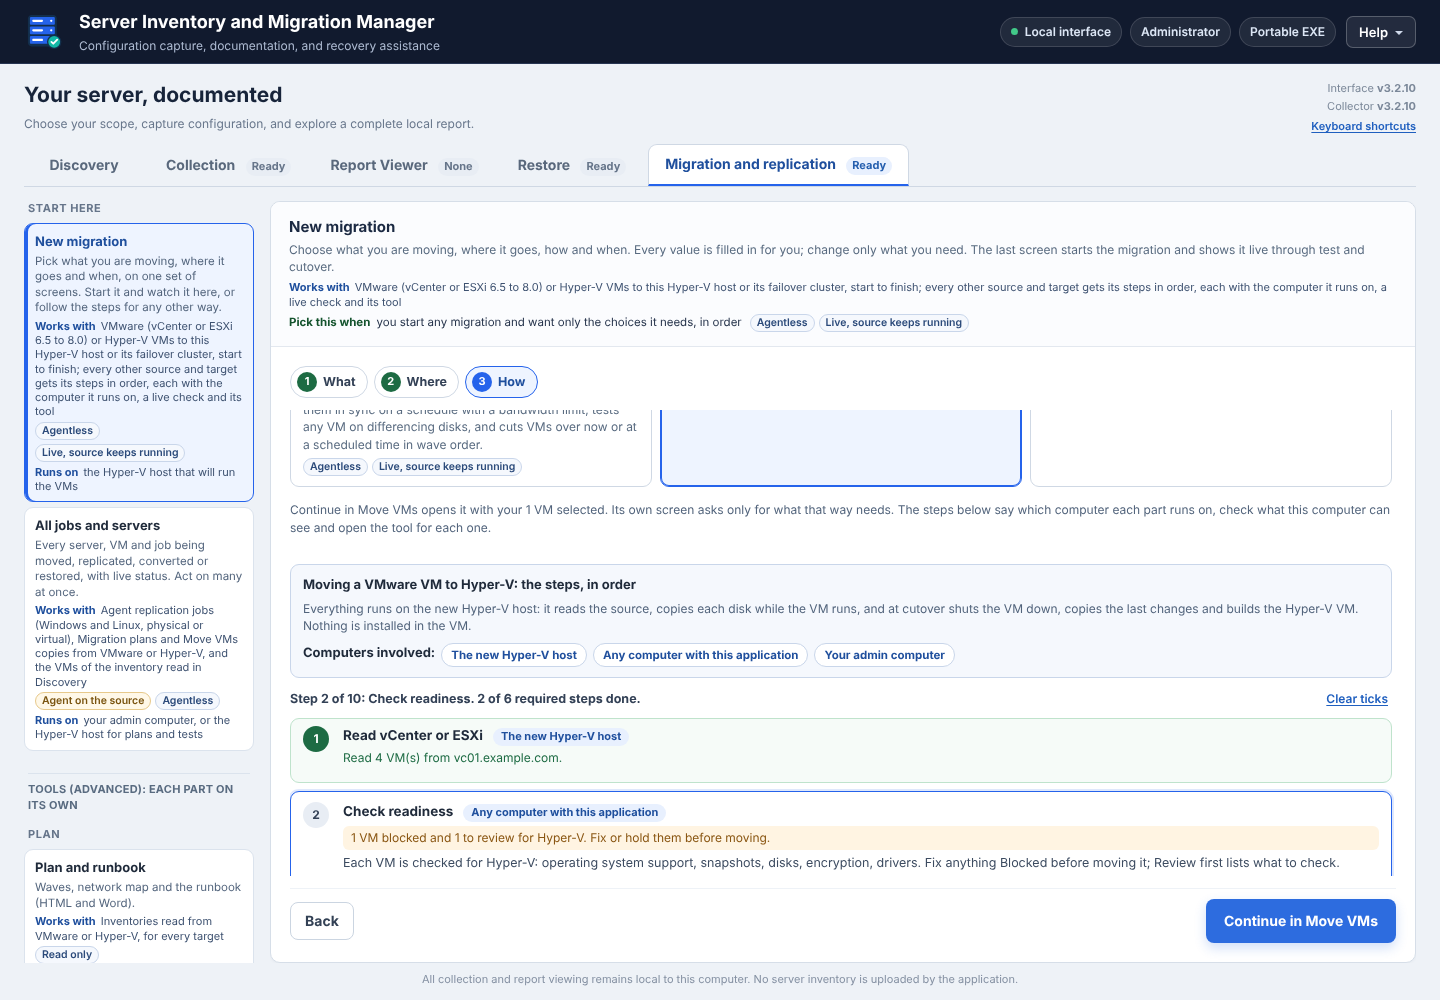 Server Inventory and Migration Manager
Configuration capture, documentation, and recovery assistance
Local interface
Administrator
Portable EXE
Help
Your server, documented
Choose your scope, capture configuration, and explore a complete local report.
Interface v3.2.10
Collector v3.2.10
Keyboard shortcuts
Discovery
Collection Ready
Report Viewer None
Restore Ready
Migration and replication Ready
START HERE
New migration
Pick what you are moving, where it
goes and when, on one set of
screens. Start it and watch it here, or
follow the steps for any other way.
Works with VMware (vCenter or ESXi
6.5 to 8.0) or Hyper-V VMs to this
Hyper-V host or its failover cluster, start
to finish; every other source and target
gets its steps in order, each with the
computer it runs on, a live check and its
tool
Agentless
Live, source keeps running
Runs on the Hyper-V host that will run
the VMs
All jobs and servers
Every server, VM and job being
moved, replicated, converted or
restored, with live status. Act on many
at once.
Works with Agent replication jobs
(Windows and Linux, physical or
virtual), Migration plans and Move VMs
copies from VMware or Hyper-V, and
the VMs of the inventory read in
Discovery
Agent on the source Agentless
Runs on your admin computer, or the
Hyper-V host for plans and tests
TOOLS (ADVANCED): EACH PART ON
ITS OWN
PLAN
Plan and runbook
Waves, network map and the runbook
(HTML and Word).
Works with Inventories read from
VMware or Hyper-V, for every target
Read only
New migration
Choose what you are moving, where it goes, how and when. Every value is filled in for you; change only what you need. The last screen starts the migration and shows it live through test and
cutover.
Works with VMware (vCenter or ESXi 6.5 to 8.0) or Hyper-V VMs to this Hyper-V host or its failover cluster, start to finish; every other source and target gets its steps in order, each with the computer it runs on, a
live check and its tool
Pick this when you start any migration and want only the choices it needs, in order Agentless Live, source keeps running
1 What
2 Where
3 How
them in sync on a schedule with a bandwidth limit, tests
any VM on differencing disks, and cuts VMs over now or at
a scheduled time in wave order.
Agentless Live, source keeps running
Continue in Move VMs opens it with your 1 VM selected. Its own screen asks only for what that way needs. The steps below say which computer each part runs on, check what this computer can
see and open the tool for each one.
Moving a VMware VM to Hyper-V: the steps, in order
Everything runs on the new Hyper-V host: it reads the source, copies each disk while the VM runs, and at cutover shuts the VM down, copies the last changes and builds the Hyper-V VM.
Nothing is installed in the VM.
Computers involved: The new Hyper-V host Any computer with this application Your admin computer
Step 2 of 10: Check readiness. 2 of 6 required steps done.
Clear ticks
1 Read vCenter or ESXi The new Hyper-V host
Read 4 VM(s) from vc01.example.com.
2 Check readiness Any computer with this application
1 VM blocked and 1 to review for Hyper-V. Fix or hold them before moving.
Each VM is checked for Hyper-V: operating system support, snapshots, disks, encryption, drivers. Fix anything Blocked before moving it; Review first lists what to check.
Back
Continue in Move VMs
All collection and report viewing remains local to this computer. No server inventory is uploaded by the application.